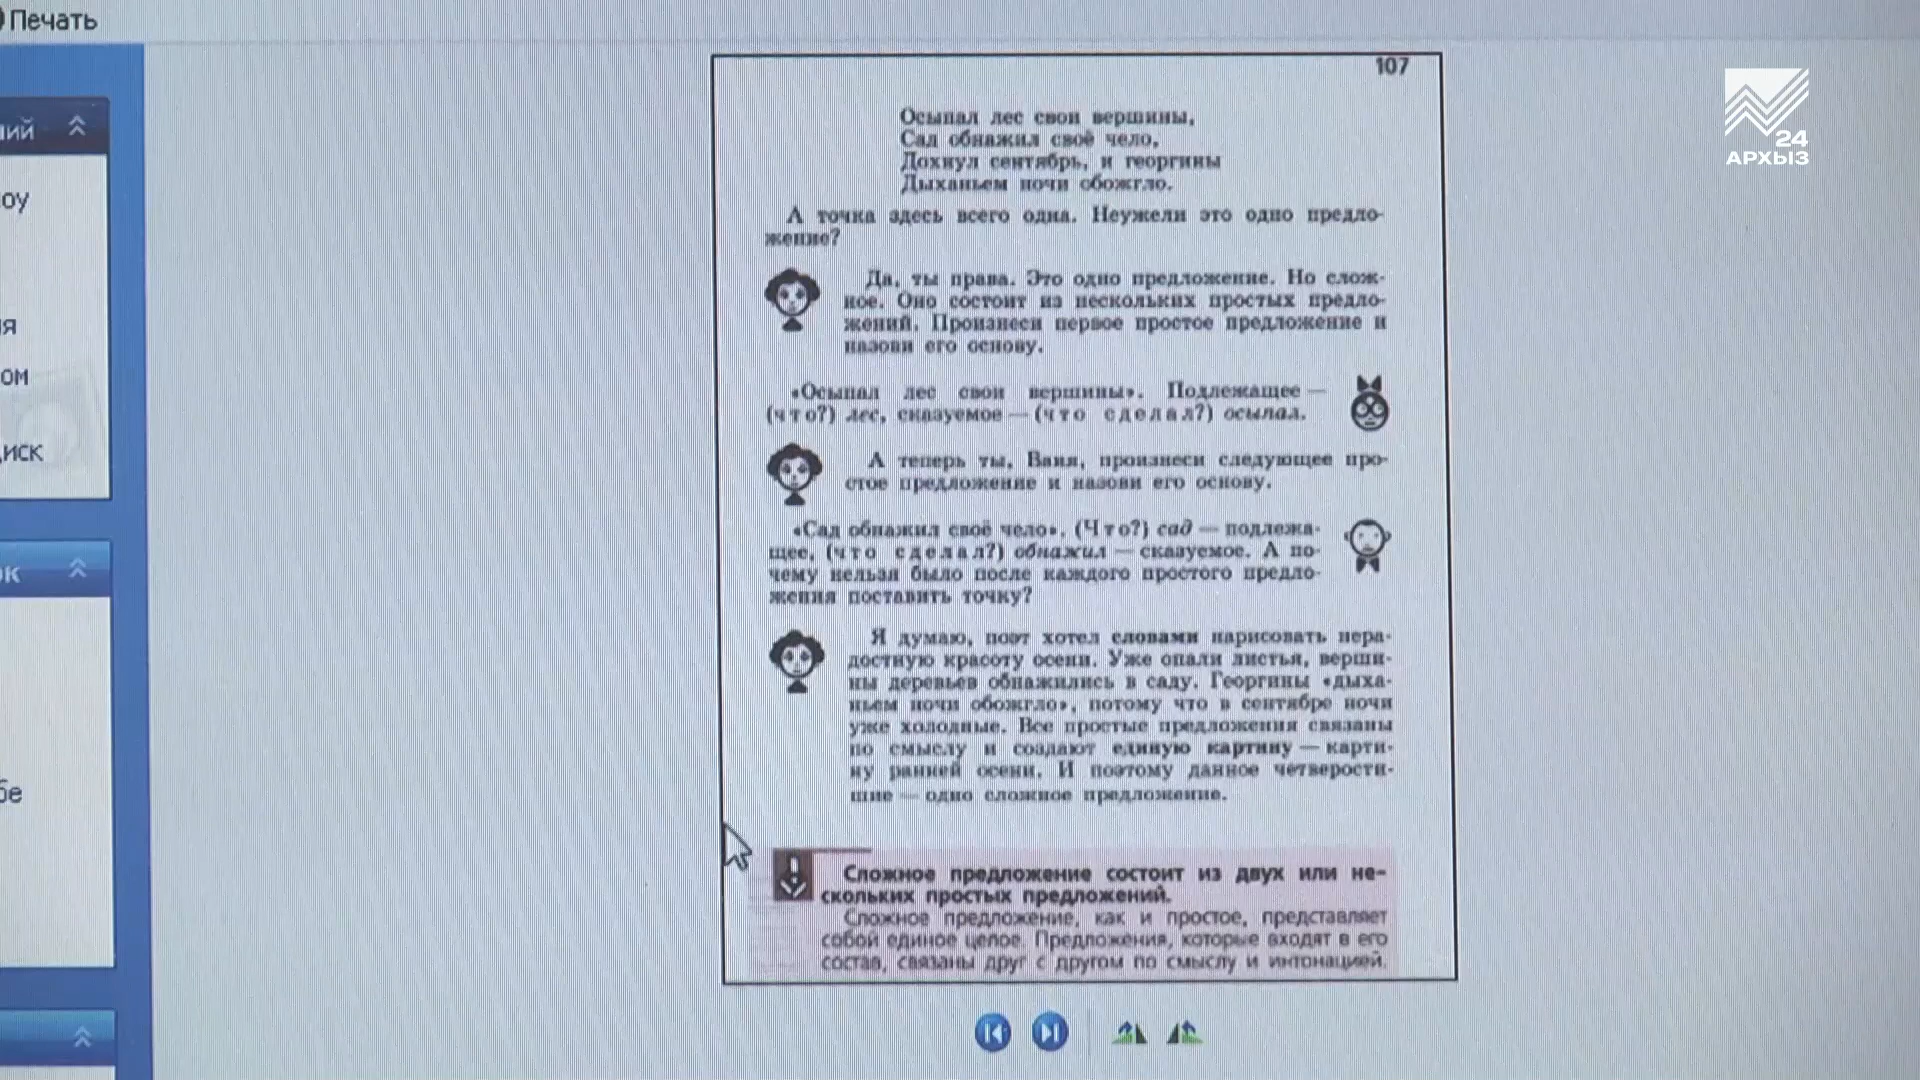 Печать
ший
оу
я
ом
диск
ок
бе
24
АРХЫЗ
107
Осыпал лес свои вершины,
Сад обнажил своё чело,
Дохнул сентябрь, и георгины
Дыханьем ночи обожгло.
А точка здесь всего одна. Неужели это одно предло-
жение?
Да, ты права. Это одно предложение. Но слож-
ное. Оно состоит из нескольких простых предло-
жений. Произнеси первое простое предложение и
назови его основу.
«Осыпал лес свои вершины». Подлежащее —
(что?) лес, сказуемое — (что сделал?) осыпал.
А теперь ты, Ваня, произнеси следующее про-
стое предложение и назови его основу.
«Сад обнажил своё чело». (Что?) сад — подлежа-
щее, (что сделал?) обнажил — сказуемое. А по-
чему нельзя было после каждого простого предло-
жения поставить точку?
Я думаю, поэт хотел словами нарисовать нера-
достную красоту осени. Уже опали листья, верши-
ны деревьев обнажились в саду. Георгины «дыха-
ньем ночи обожгло», потому что в сентябре ночи
уже холодные. Все простые предложения связаны
по смыслу и создают единую картину — карти-
ну ранней осени. И поэтому данное четверости-
шие — одно сложное предложение.
Сложное предложение состоит из двух или не-
скольких простых предложений.
Сложное предложение, как и простое, представляет
собой единое целое. Предложения, которые входят в его
состав, связаны друг с другом по смыслу и интонацией.